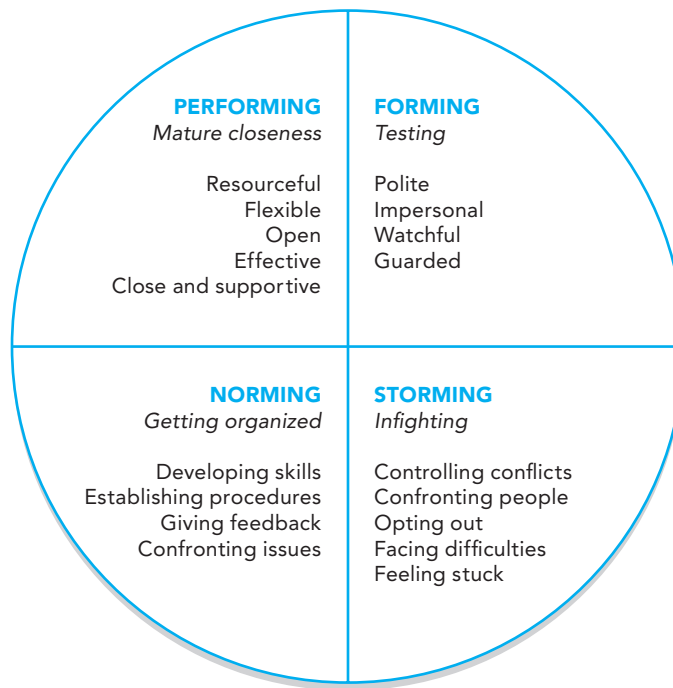 PERFORMING
Mature closeness
Resourceful
Flexible
Open
Effective
Close and supportive
FORMING
Testing
Polite
Impersonal
Watchful
Guarded
NORMING
Getting organized
Developing skills
Establishing procedures
Giving feedback
Confronting issues
STORMING
Infighting
Controlling conflicts
Confronting people
Opting out
Facing difficulties
Feeling stuck